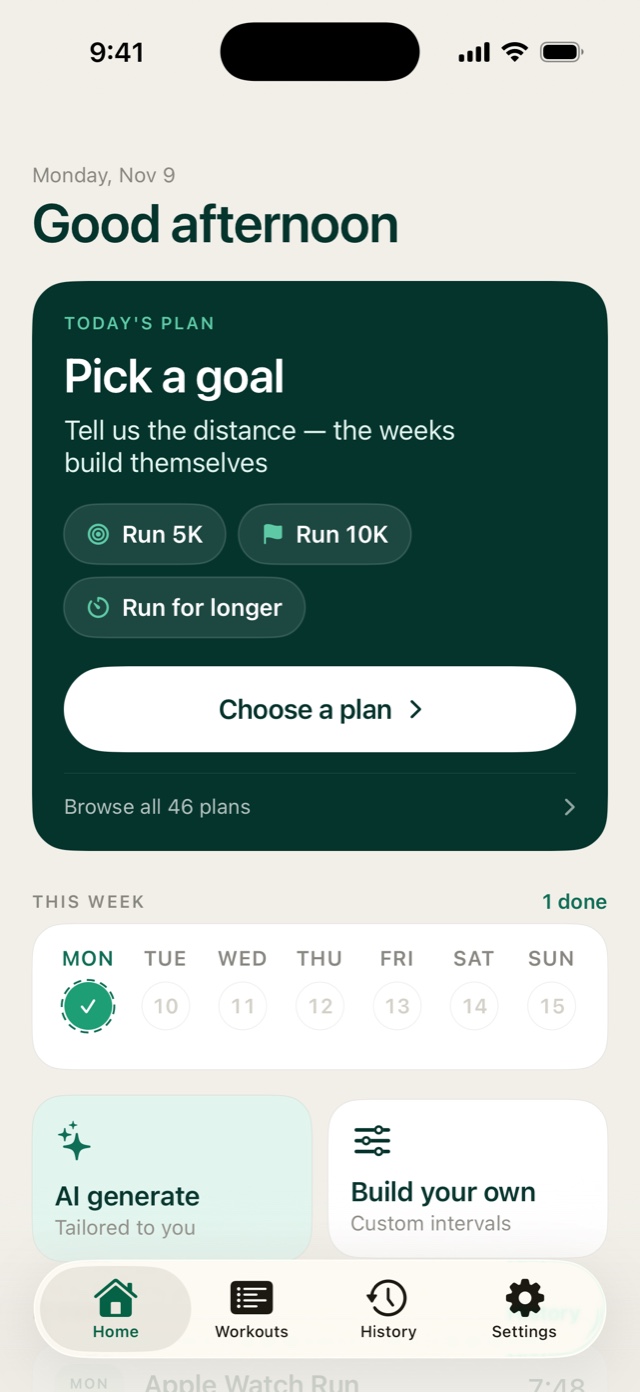 9:41
Monday, Nov 9
Good afternoon
TODAY'S PLAN
Pick a goal
Tell us the distance — the weeks
build themselves
Run 5K
Run 10K
Run for longer
Choose a plan
Browse all 46 plans
THIS WEEK
1 done
MON TUE WED THU FRI SAT SUN
10 11 12 13 14 15
AI generate
Tailored to you
Build your own
Custom intervals
Home
Workouts
History
Settings
MON
Apple Watch Run
7:48